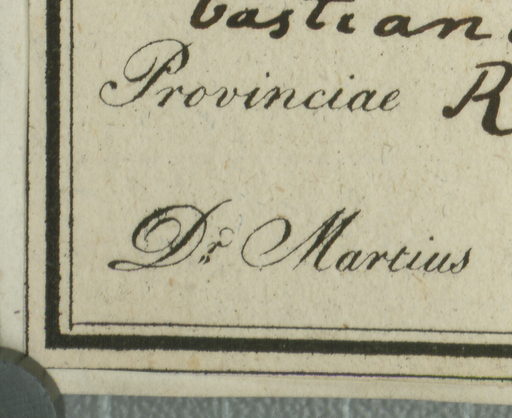 bastian
Provinciae R
Dr. Martius